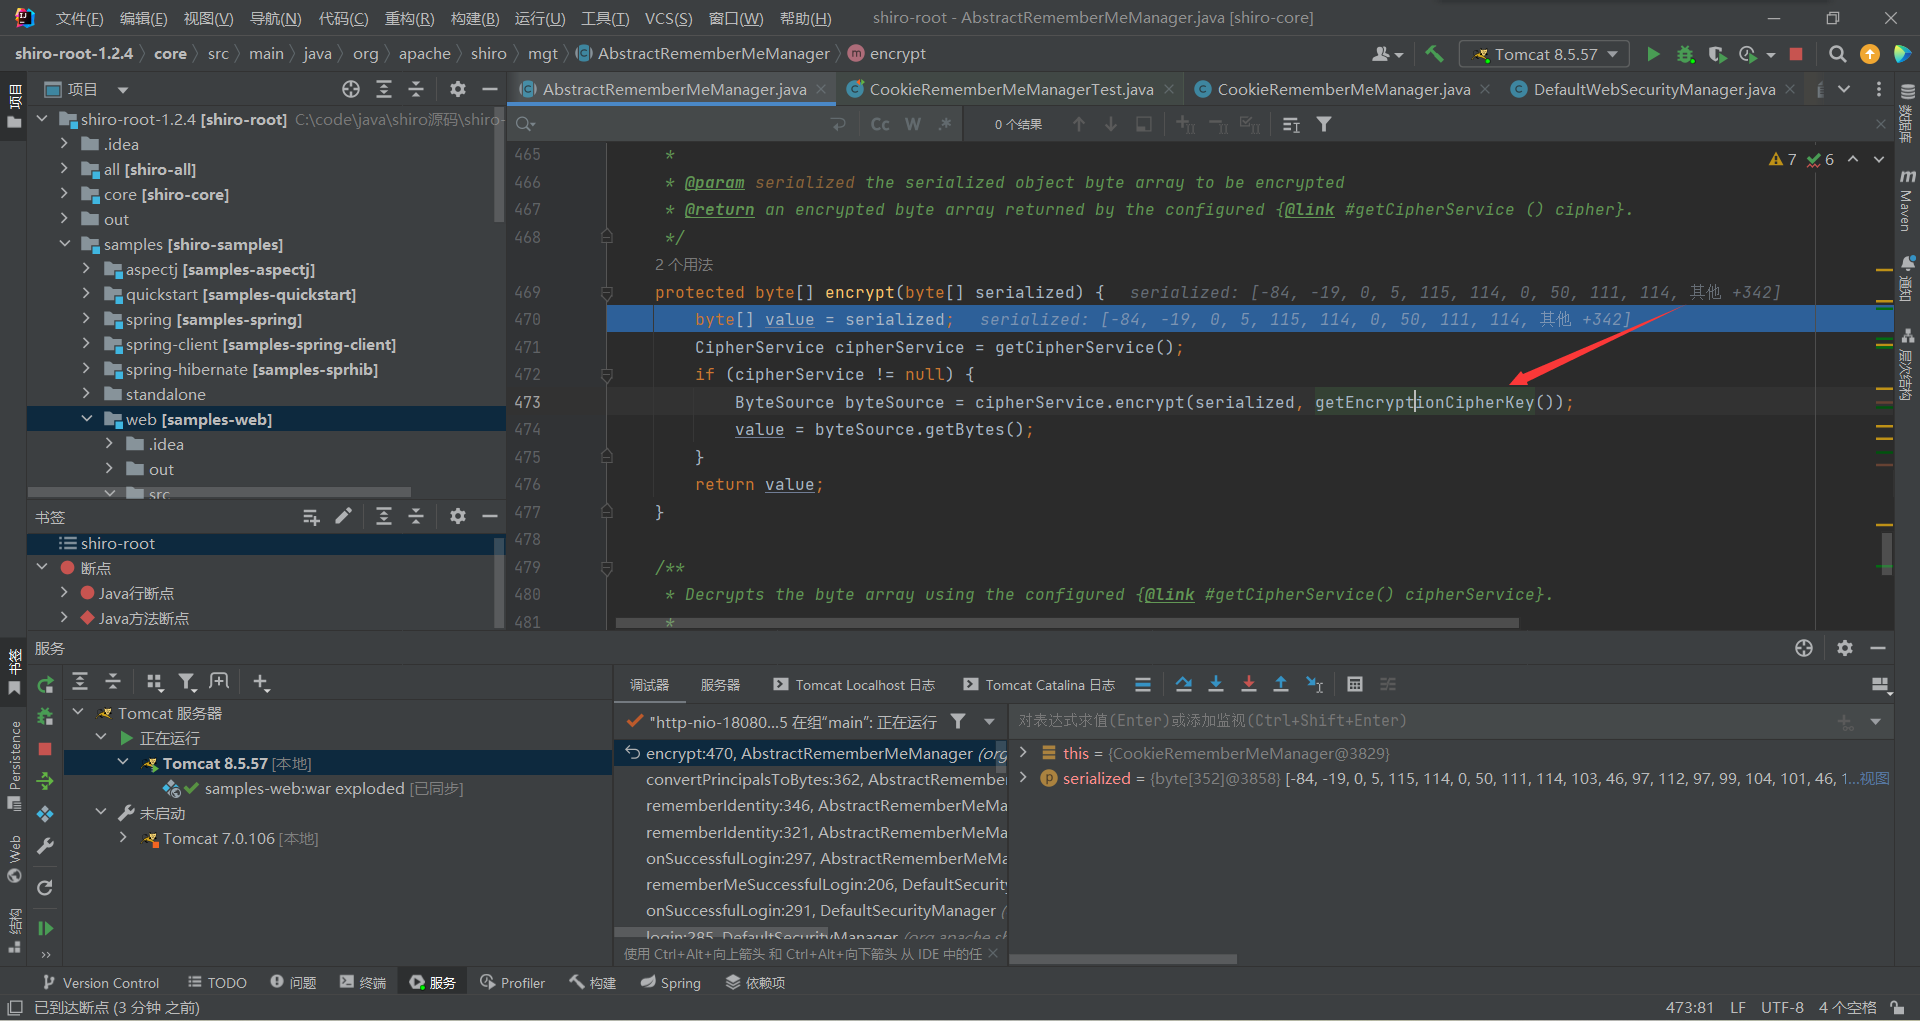 文件(F) 编辑(E) 视图(V) 导航(N) 代码(C) 重构(R) 构建(B) 运行(U) 工具(T) VCS(S) 窗口(W) 帮助(H) shiro-root - AbstractRememberMeManager.java [shiro-core]
shiro-root-1.2.4 core src main java org apache shiro mgt AbstractRememberMeManager encrypt Tomcat 8.5.57
项目
AbstractRememberMeManager.java CookieRememberMeManagerTest.java CookieRememberMeManager.java DefaultWebSecurityManager.java
Cc W .* 0 个结果
7 6
项目
shiro-root-1.2.4 [shiro-root] C:\code\java\shiro源码\shiro-
.idea
all [shiro-all]
core [shiro-core]
out
samples [shiro-samples]
aspectj [samples-aspectj]
quickstart [samples-quickstart]
spring [samples-spring]
spring-client [samples-spring-client]
spring-hibernate [samples-sprhib]
standalone
web [samples-web]
.idea
out
src
书签
shiro-root
断点
Java行断点
Java方法断点
465 *
466 * @param serialized the serialized object byte array to be encrypted
467 * @return an encrypted byte array returned by the configured {@link #getCipherService () cipher}.
468 */
2 个用法
469 protected byte[] encrypt(byte[] serialized) { serialized: [-84, -19, 0, 5, 115, 114, 0, 50, 111, 114, 其他 +342]
470 byte[] value = serialized; serialized: [-84, -19, 0, 5, 115, 114, 0, 50, 111, 114, 其他 +342]
471 CipherService cipherService = getCipherService();
472 if (cipherService != null) {
473 ByteSource byteSource = cipherService.encrypt(serialized, getEncryptionCipherKey());
474 value = byteSource.getBytes();
475 }
476 return value;
477 }
478
479 /**
480 * Decrypts the byte array using the configured {@link #getCipherService() cipherService}.
481 *
数据库
m Maven
通知
层次结构
书签
Persistence
Web
结构
服务
Tomcat 服务器
正在运行
Tomcat 8.5.57 [本地]
samples-web:war exploded [已同步]
未启动
Tomcat 7.0.106 [本地]
调试器 服务器 Tomcat Localhost 日志 Tomcat Catalina 日志
"http-nio-18080...5 在组"main": 正在运行
encrypt:470, AbstractRememberMeManager (org
convertPrincipalsToBytes:362, AbstractRemember
rememberIdentity:346, AbstractRememberMeMa
rememberIdentity:321, AbstractRememberMeMa
onSuccessfulLogin:297, AbstractRememberMeMa
rememberMeSuccessfulLogin:206, DefaultSecurity
onSuccessfulLogin:291, DefaultSecurityManager (
login:285, DefaultSecurityManager (org.apache.sh
使用 Ctrl+Alt+向上箭头 和 Ctrl+Alt+向下箭头 从 IDE 中的任
对表达式求值(Enter)或添加监视(Ctrl+Shift+Enter)
this = {CookieRememberMeManager@3829}
p serialized = {byte[352]@3858} [-84, -19, 0, 5, 115, 114, 0, 50, 111, 114, 103, 46, 97, 112, 97, 99, 104, 101, 46, 1...视图
Version Control TODO 问题 终端 服务 Profiler 构建 Spring 依赖项
已到达断点 (3 分钟 之前) 473:81 LF UTF-8 4 个空格